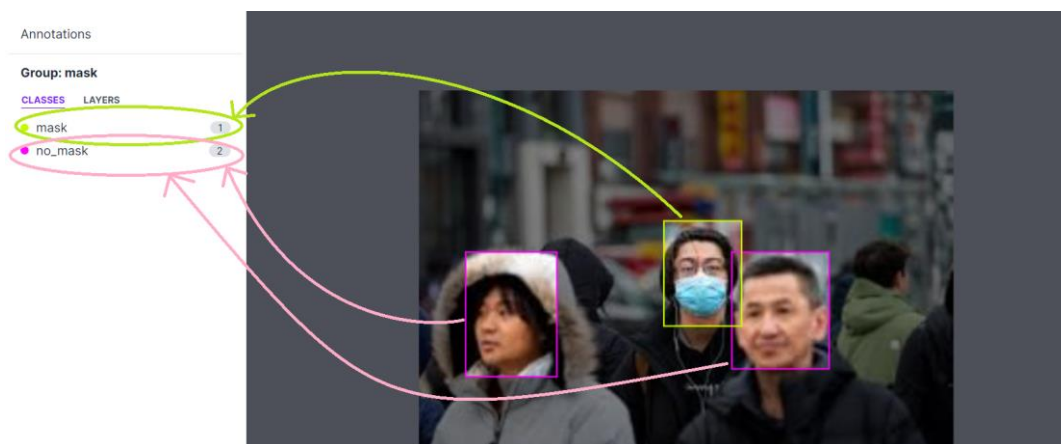 Annotations
Group: mask
CLASSES LAYERS
mask 1
no_mask 2